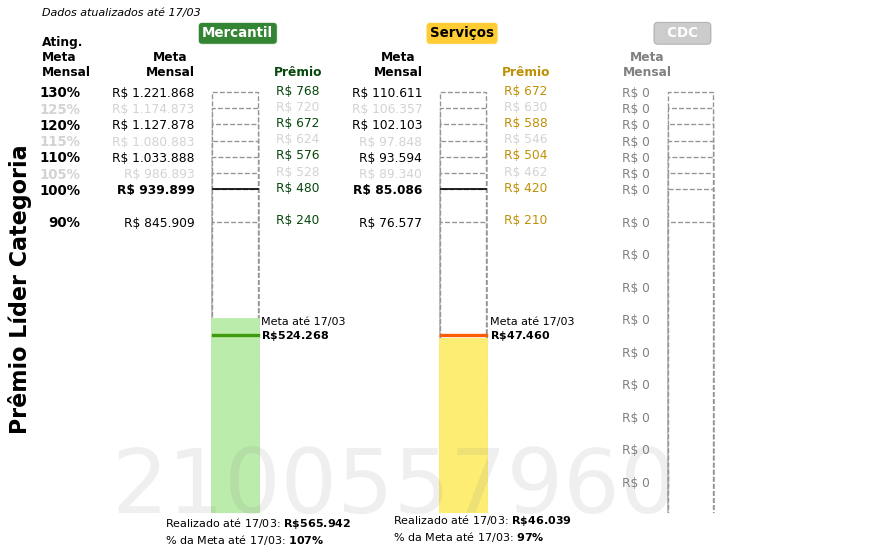 Dados atualizados até 17/03
Mercantil
Serviços
CDC
Ating.
Meta
Mensal
Meta
Mensal
Prêmio
Meta
Mensal
Prêmio
Meta
Mensal
130% R$ 1.221.868 R$ 768 R$ 110.611 R$ 672 R$ 0
125% R$ 1.174.873 R$ 720 R$ 106.357 R$ 630 R$ 0
120% R$ 1.127.878 R$ 672 R$ 102.103 R$ 588 R$ 0
115% R$ 1.080.883 R$ 624 R$ 97.848 R$ 546 R$ 0
110% R$ 1.033.888 R$ 576 R$ 93.594 R$ 504 R$ 0
105% R$ 986.893 R$ 528 R$ 89.340 R$ 462 R$ 0
100% R$ 939.899 R$ 480 R$ 85.086 R$ 420 R$ 0
90% R$ 845.909 R$ 240 R$ 76.577 R$ 210 R$ 0
R$ 0
R$ 0
R$ 0
R$ 0
R$ 0
R$ 0
R$ 0
R$ 0
Meta até 17/03
R$524.268
Meta até 17/03
R$47.460
Prêmio Líder Categoria
2100557960
Realizado até 17/03: R$565.942
% da Meta até 17/03: 107%
Realizado até 17/03: R$46.039
% da Meta até 17/03: 97%